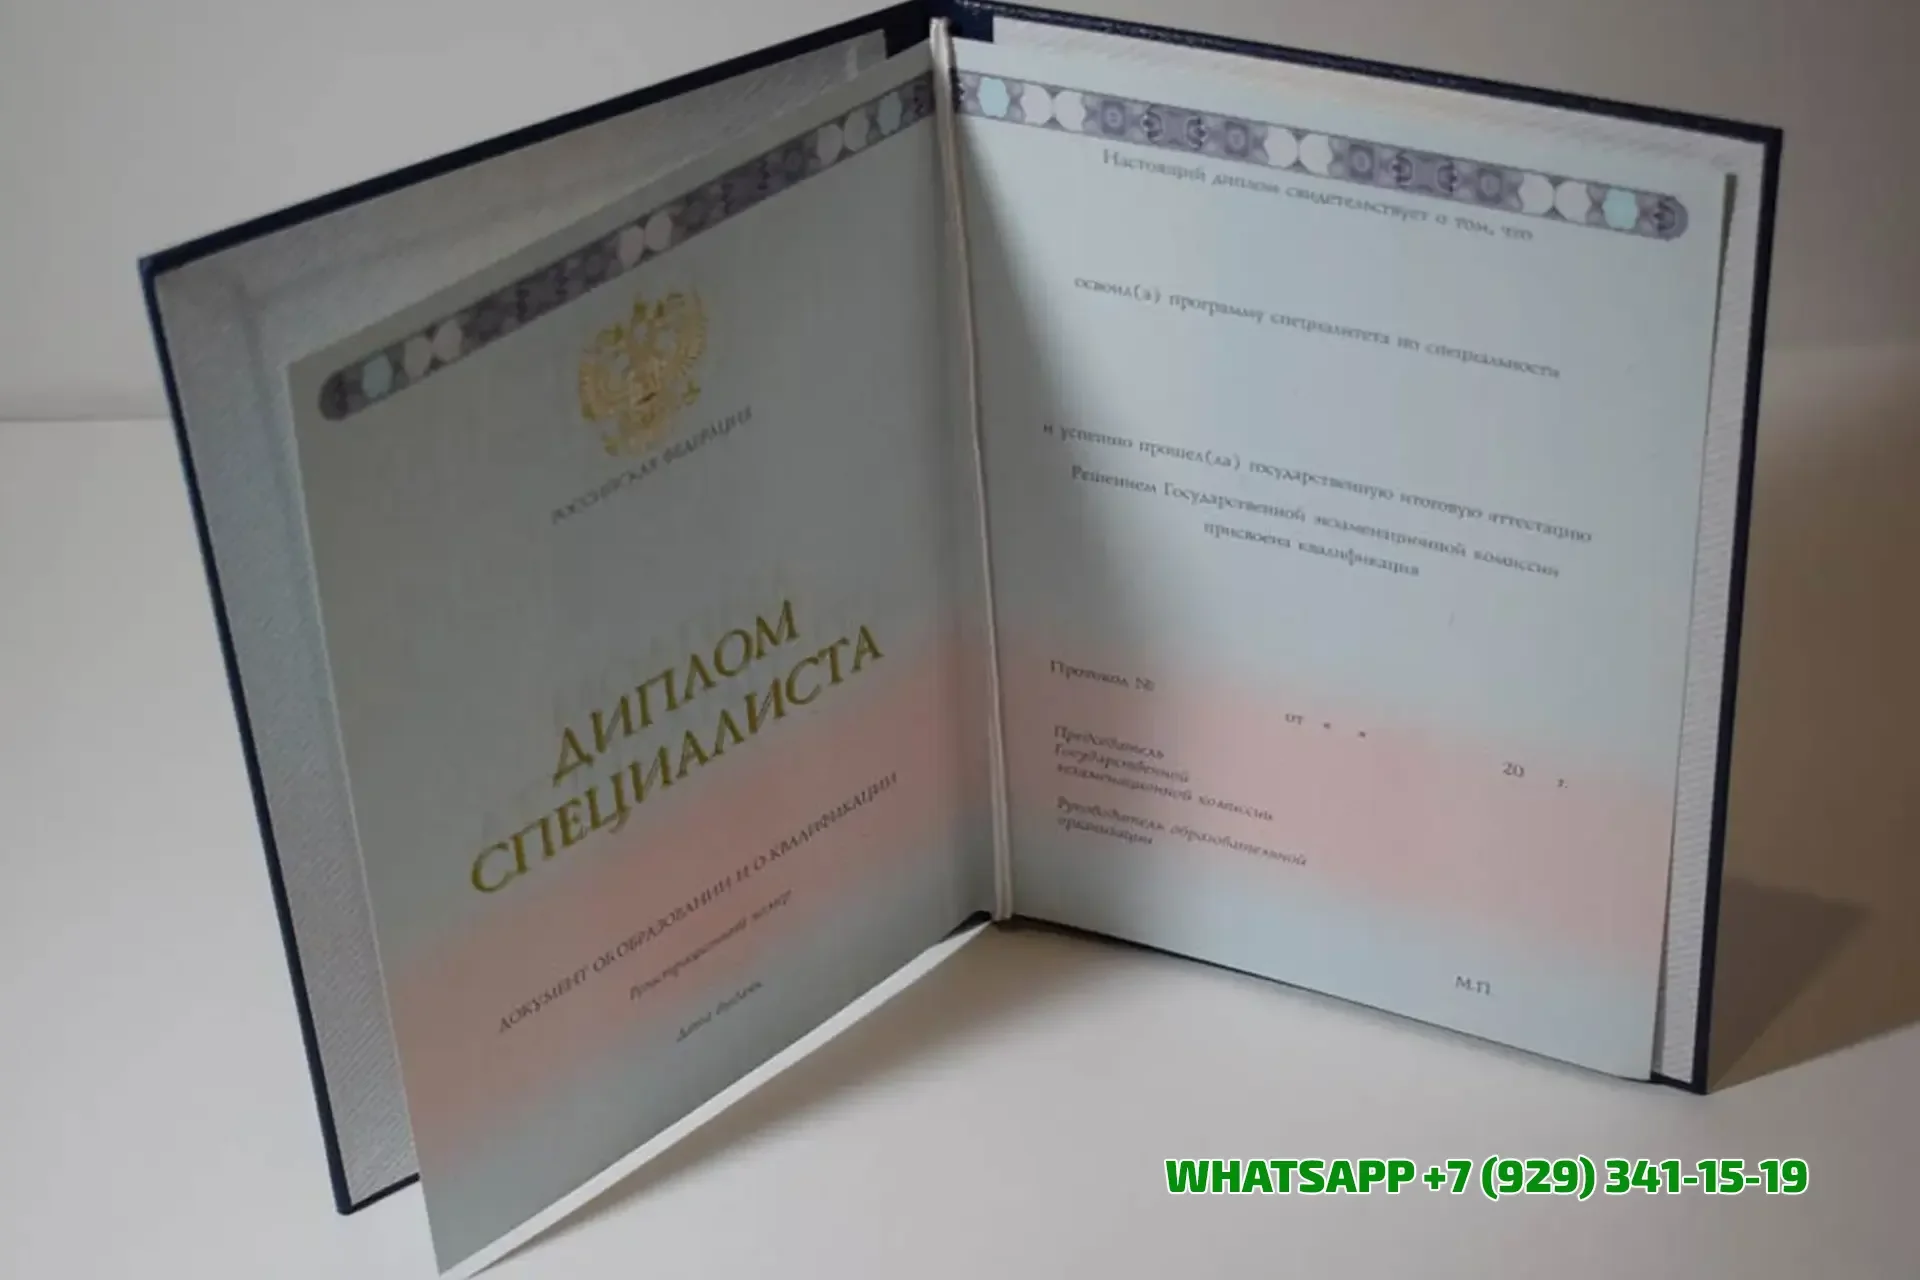 РОССИЙСКАЯ ФЕДЕРАЦИЯ
ДИПЛОМ
СПЕЦИАЛИСТА
ДОКУМЕНТ ОБ ОБРАЗОВАНИИ И О КВАЛИФИКАЦИИ
Регистрационный номер
Дата выдачи
Настоящий диплом свидетельствует о том, что
освоил(а) программу специалитета по специальности
и успешно прошел(ла) государственную итоговую аттестацию
Решением Государственной экзаменационной комиссии
присвоена квалификация
Протокол №
от « » 20 г.
Председатель
Государственной
экзаменационной комиссии
Руководитель образовательной
организации
М.П.
WHATSAPP +7 (929) 341-15-19